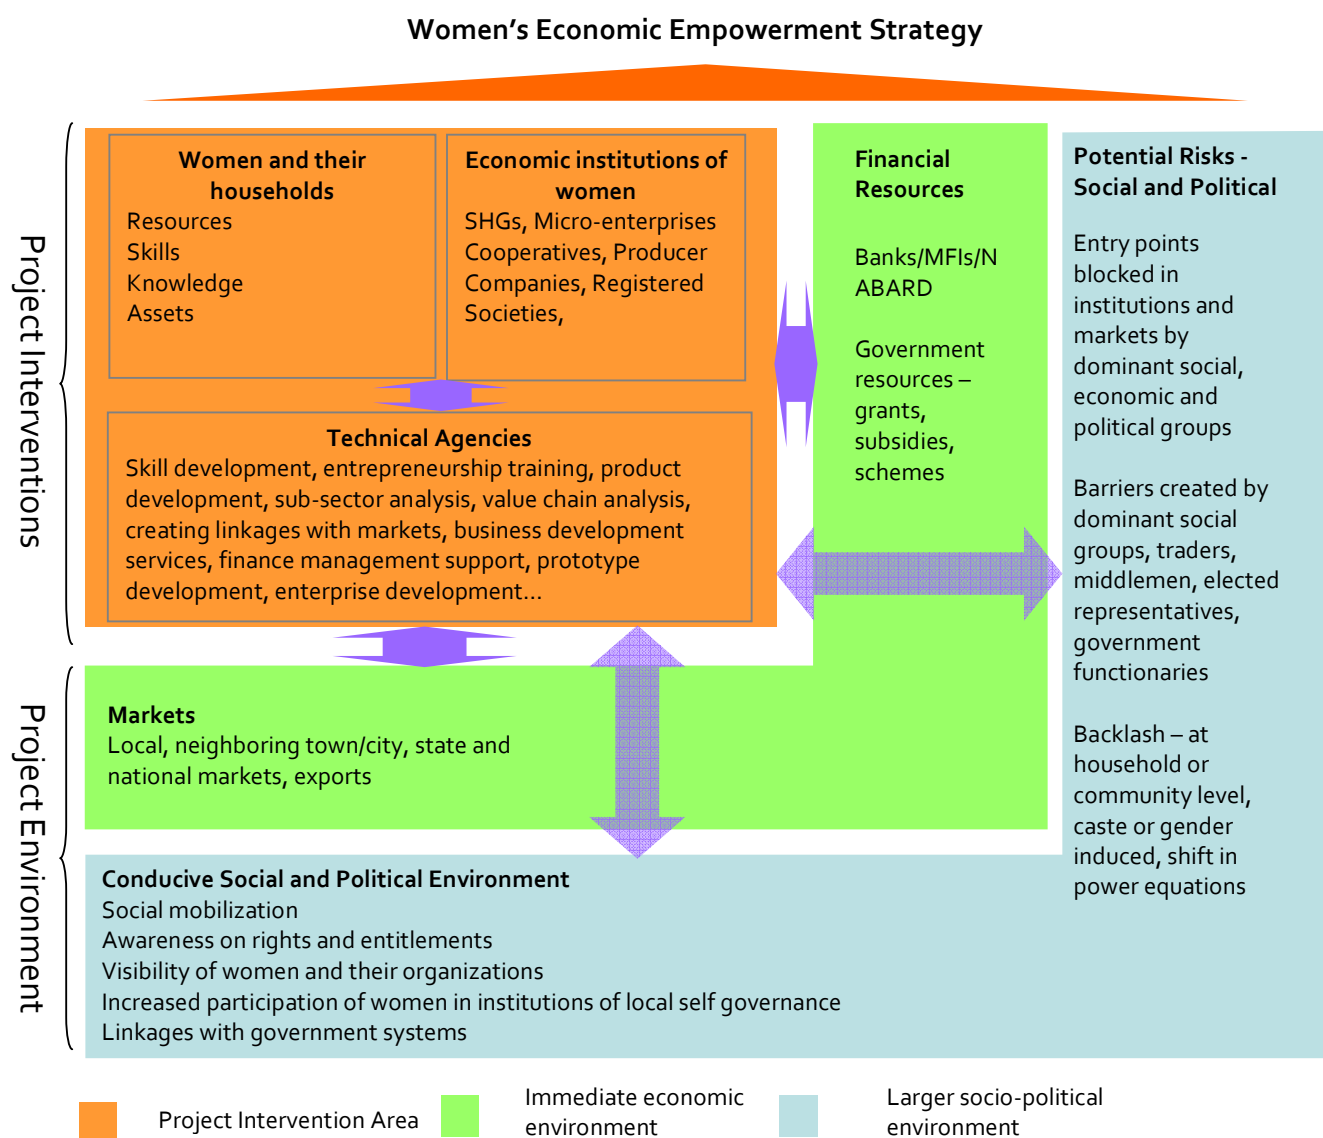 Women’s Economic Empowerment Strategy
Project Interventions
Women and their
households
Resources
Skills
Knowledge
Assets
Economic institutions of
women
SHGs, Micro-enterprises
Cooperatives, Producer
Companies, Registered
Societies,
Technical Agencies
Skill development, entrepreneurship training, product
development, sub-sector analysis, value chain analysis,
creating linkages with markets, business development
services, finance management support, prototype
development, enterprise development…
Financial
Resources
Banks/MFIs/N
ABARD
Government
resources –
grants,
subsidies,
schemes
Potential Risks -
Social and Political
Entry points
blocked in
institutions and
markets by
dominant social,
economic and
political groups
Barriers created by
dominant social
groups, traders,
middlemen, elected
representatives,
government
functionaries
Backlash – at
household or
community level,
caste or gender
induced, shift in
power equations
Project Environment
Markets
Local, neighboring town/city, state and
national markets, exports
Conducive Social and Political Environment
Social mobilization
Awareness on rights and entitlements
Visibility of women and their organizations
Increased participation of women in institutions of local self governance
Linkages with government systems
Project Intervention Area
Immediate economic
environment
Larger socio-political
environment